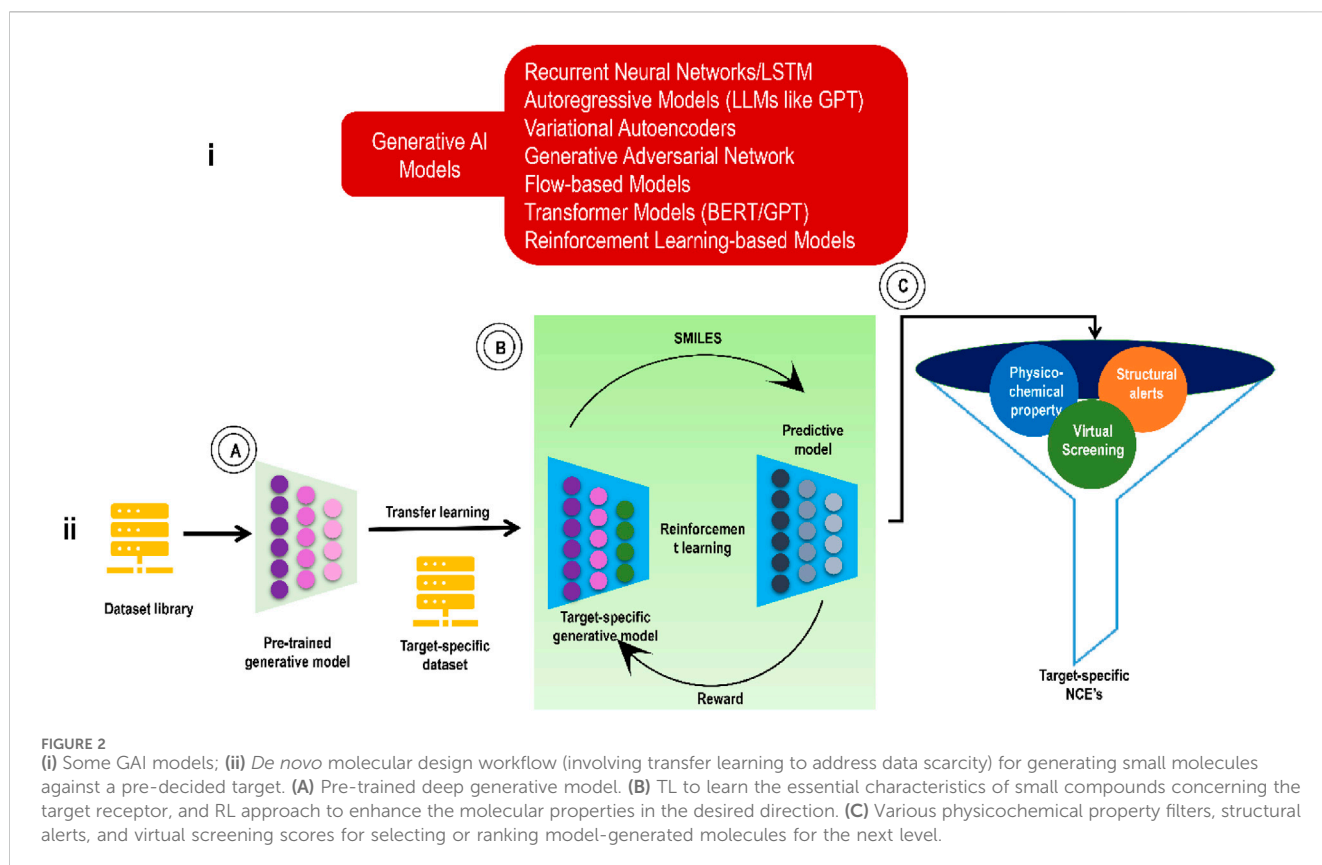 i
Generative AI
Models
Recurrent Neural Networks/LSTM
Autoregressive Models (LLMs like GPT)
Variational Autoencoders
Generative Adversarial Network
Flow-based Models
Transformer Models (BERT/GPT)
Reinforcement Learning-based Models
ii
Dataset library
A
Pre-trained
generative model
Transfer learning
Target-specific
dataset
B
SMILES
Predictive
model
Reinforcemen
t learning
Target-specific
generative model
Reward
C
Physico-
chemical
property
Structural
alerts
Virtual
Screening
Target-specific
NCE's
FIGURE 2
(i) Some GAI models; (ii) De novo molecular design workflow (involving transfer learning to address data scarcity) for generating small molecules
against a pre-decided target. (A) Pre-trained deep generative model. (B) TL to learn the essential characteristics of small compounds concerning the
target receptor, and RL approach to enhance the molecular properties in the desired direction. (C) Various physicochemical property filters, structural
alerts, and virtual screening scores for selecting or ranking model-generated molecules for the next level.